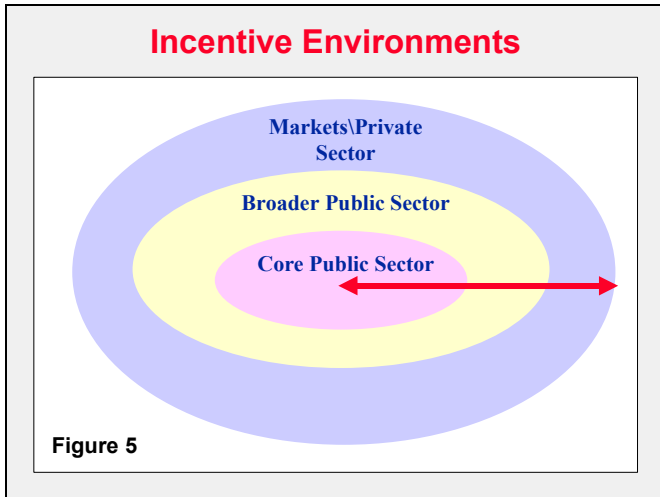 Incentive Environments
Markets\Private
Sector
Broader Public Sector
Core Public Sector
Figure 5